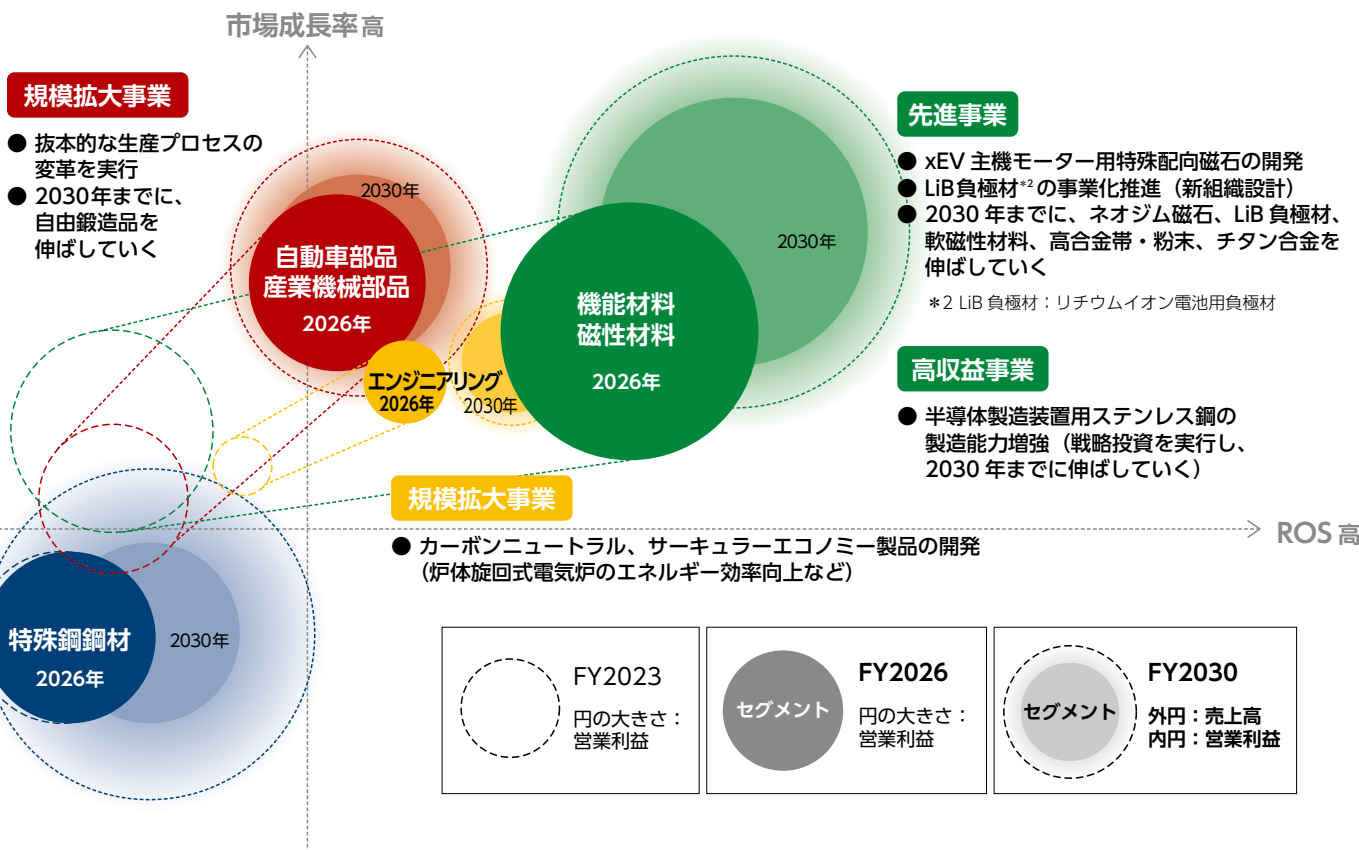 市場成長率 高
規模拡大事業
● 抜本的な生産プロセスの
変革を実行
● 2030年までに、
自由鍛造品を
伸ばしていく
2030年
自動車部品
産業機械部品
2026年
エンジニアリング
2026年
2030年
機能材料
磁性材料
2026年
2030年
先進事業
● xEV 主機モーター用特殊配向磁石の開発
● LiB負極材*2の事業化推進（新組織設計）
● 2030 年までに、ネオジム磁石、LiB 負極材、
軟磁性材料、高合金帯・粉末、チタン合金を
伸ばしていく
*2 LiB 負極材：リチウムイオン電池用負極材
高収益事業
● 半導体製造装置用ステンレス鋼の
製造能力増強（戦略投資を実行し、
2030 年までに伸ばしていく）
規模拡大事業
ROS 高
● カーボンニュートラル、サーキュラーエコノミー製品の開発
（炉体旋回式電気炉のエネルギー効率向上など）
特殊鋼鋼材
2026年
2030年
FY2023
円の大きさ：
営業利益
セグメント
FY2026
円の大きさ：
営業利益
セグメント
FY2030
外円：売上高
内円：営業利益